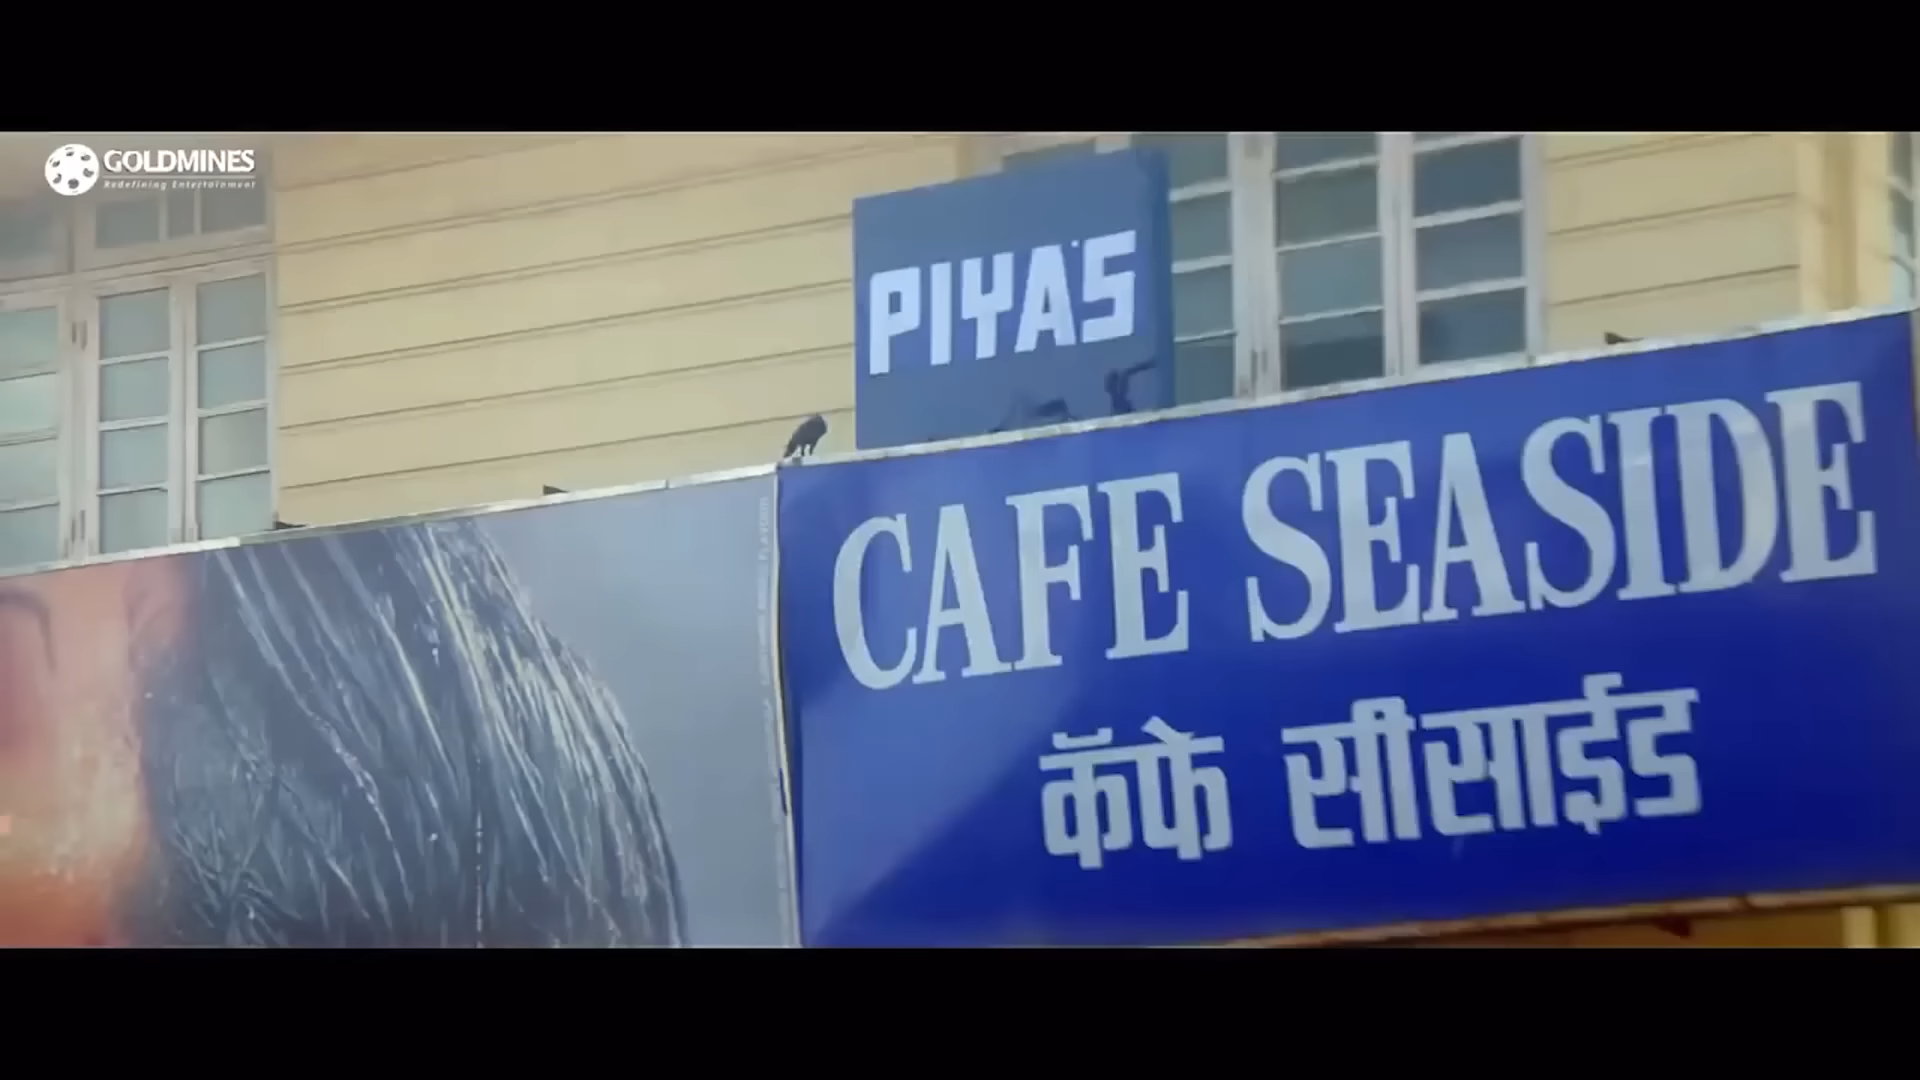 GOLDMINES
Redefining Entertainment
PIYA'S
CAFE SEASIDE
कॅफे सीसाईड